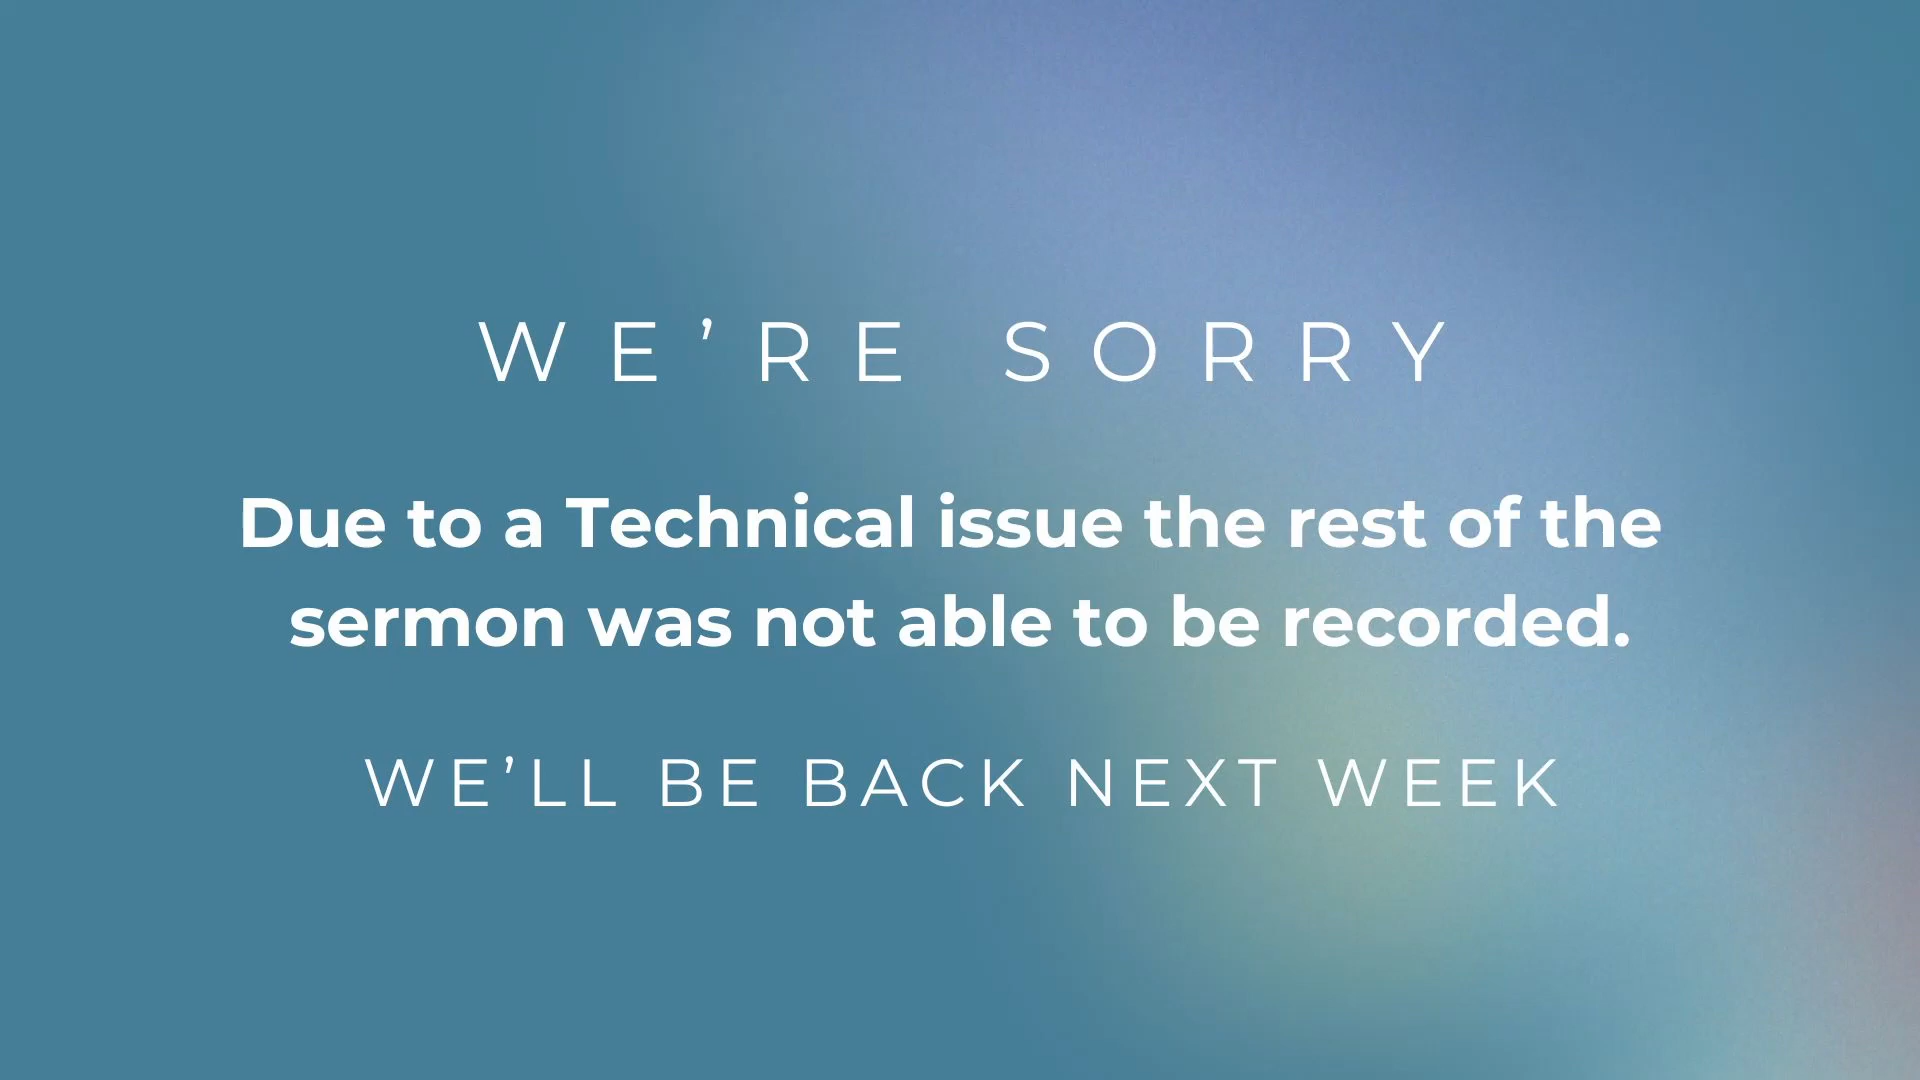 WE’RE SORRY
Due to a Technical issue the rest of the
sermon was not able to be recorded.
WE’LL BE BACK NEXT WEEK